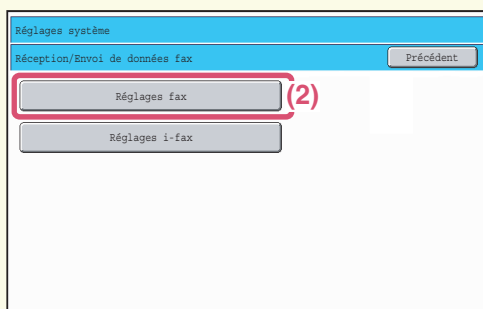 Réglages système
Réception/Envoi de données fax Précédent
Réglages fax (2)
Réglages i-fax